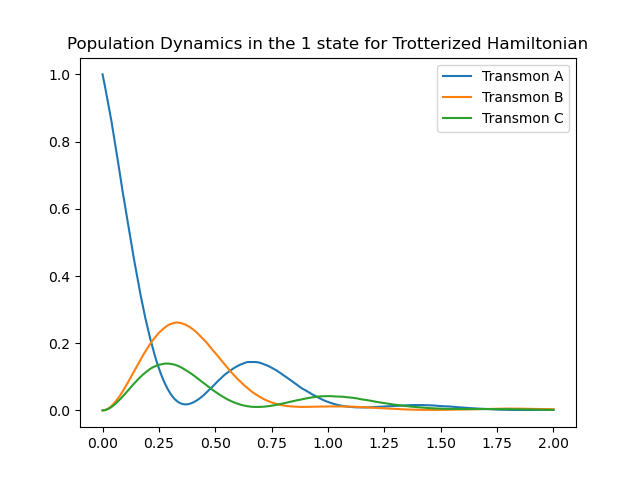 Population Dynamics in the 1 state for Trotterized Hamiltonian
Transmon A
Transmon B
Transmon C
1.0
0.8
0.6
0.4
0.2
0.0
0.00 0.25 0.50 0.75 1.00 1.25 1.50 1.75 2.00